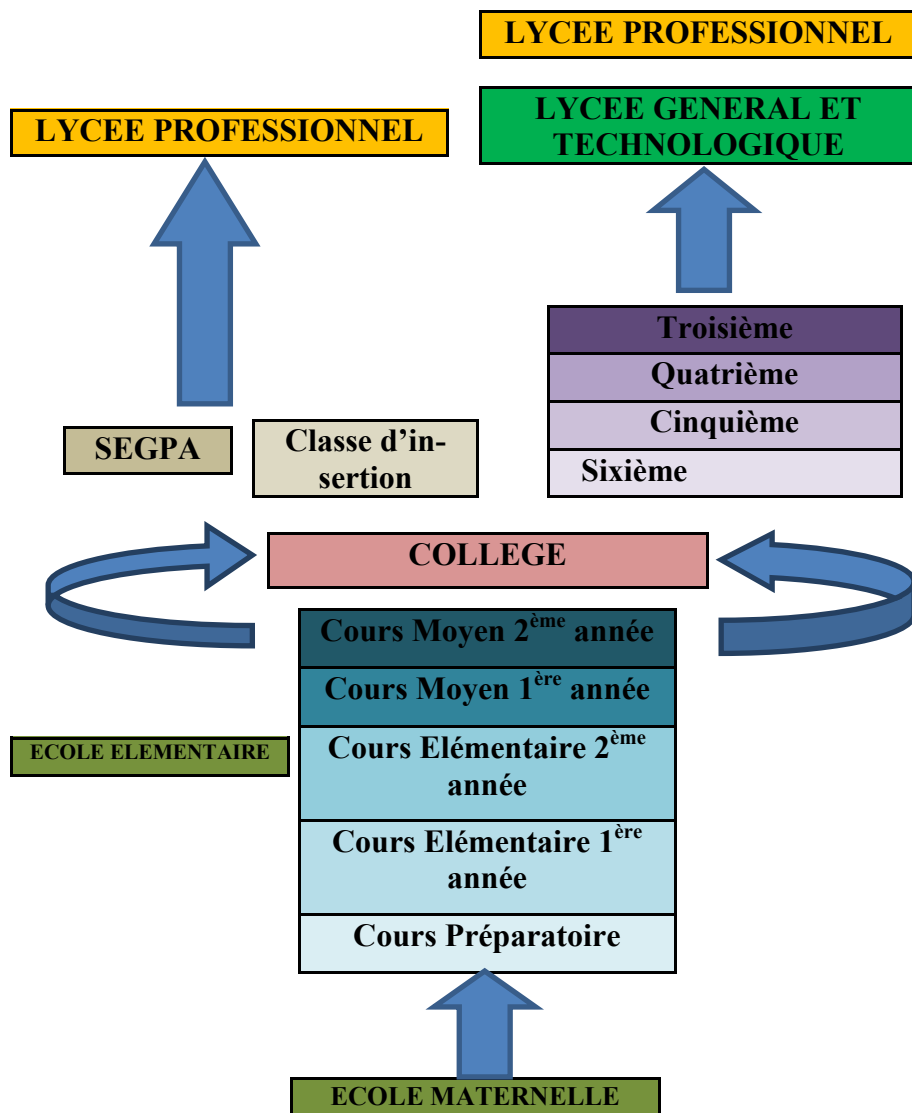 LYCEE PROFESSIONNEL
LYCEE GENERAL ET
TECHNOLOGIQUE
LYCEE PROFESSIONNEL
Troisième
Quatrième
Cinquième
Sixième
SEGPA
Classe d’in-
sertion
COLLEGE
Cours Moyen 2ème année
Cours Moyen 1ère année
ECOLE ELEMENTAIRE
Cours Elémentaire 2ème
année
Cours Elémentaire 1ère
année
Cours Préparatoire
ECOLE MATERNELLE